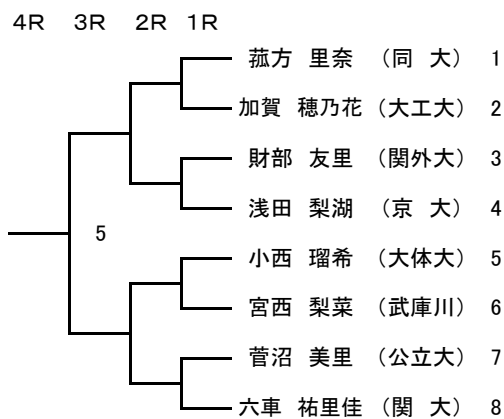 4R 3R 2R 1R
菰方 里奈 (同 大) 1
加賀 穂乃花 (大工大) 2
財部 友里 (関外大) 3
浅田 梨湖 (京 大) 4
5
小西 瑠希 (大体大) 5
宮西 梨菜 (武庫川) 6
菅沼 美里 (公立大) 7
六車 祐里佳 (関 大) 8